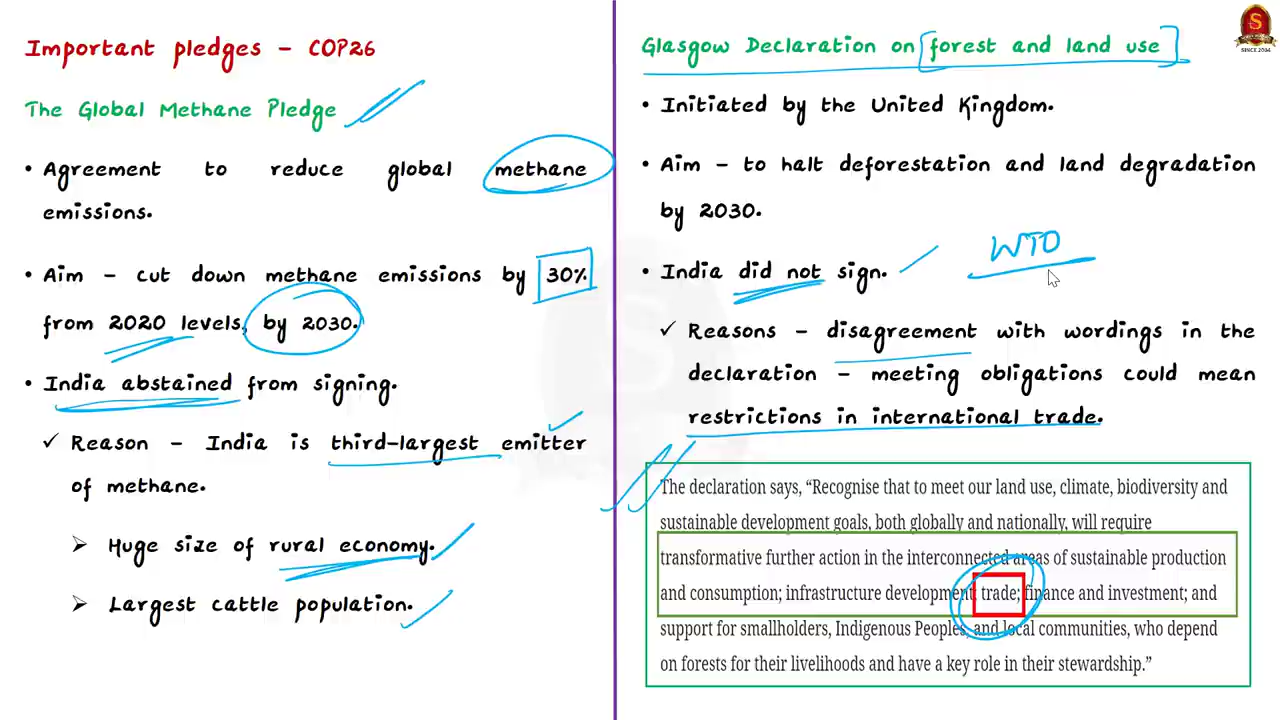 Important pledges - COP26
The Global Methane Pledge
• Agreement to reduce global methane
emissions.
• Aim - cut down methane emissions by 30%
from 2020 levels, by 2030.
• India abstained from signing.
✓ Reason - India is third-largest emitter
of methane.
➢ Huge size of rural economy.
➢ Largest cattle population.
Glasgow Declaration on forest and land use
• Initiated by the United Kingdom.
• Aim - to halt deforestation and land degradation
by 2030.
WTO
• India did not sign.
✓ Reasons - disagreement with wordings in the
declaration - meeting obligations could mean
restrictions in international trade.
The declaration says, “Recognise that to meet our land use, climate, biodiversity and
sustainable development goals, both globally and nationally, will require
transformative further action in the interconnected areas of sustainable production
and consumption; infrastructure development; trade; finance and investment; and
support for smallholders, Indigenous Peoples, and local communities, who depend
on forests for their livelihoods and have a key role in their stewardship.”
S
SINCE 2004